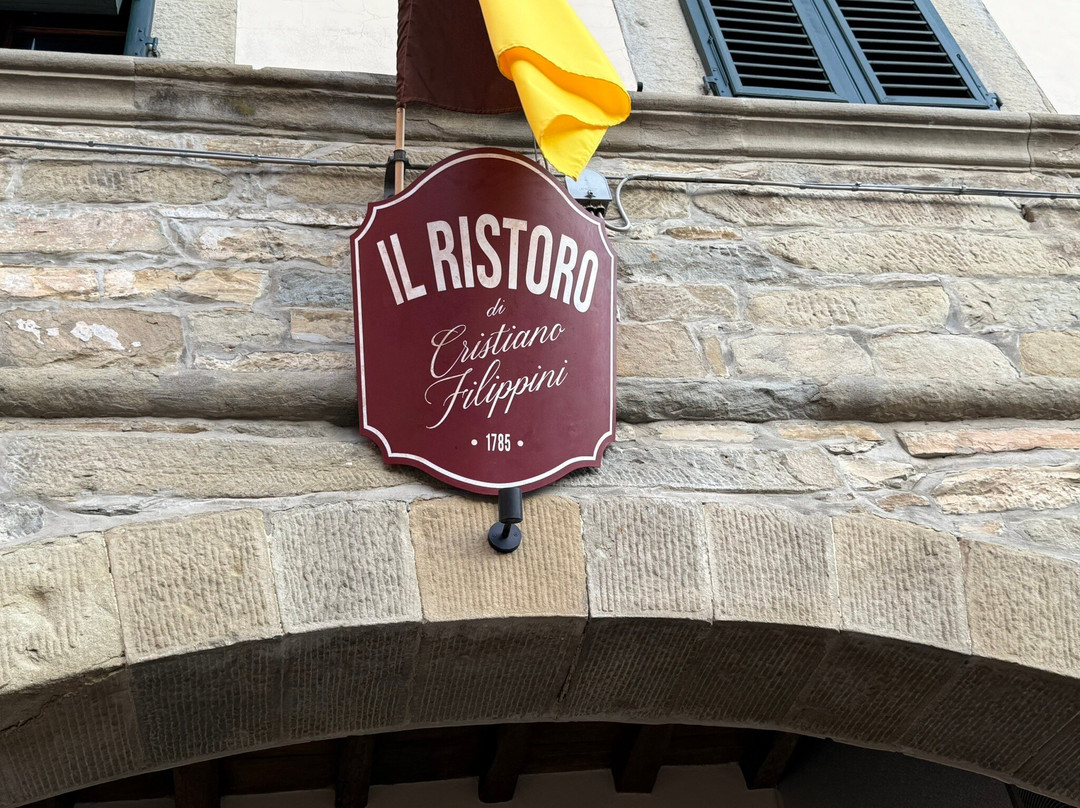 IL RISTORO
di
Cristiano
Filippini
• 1785 •